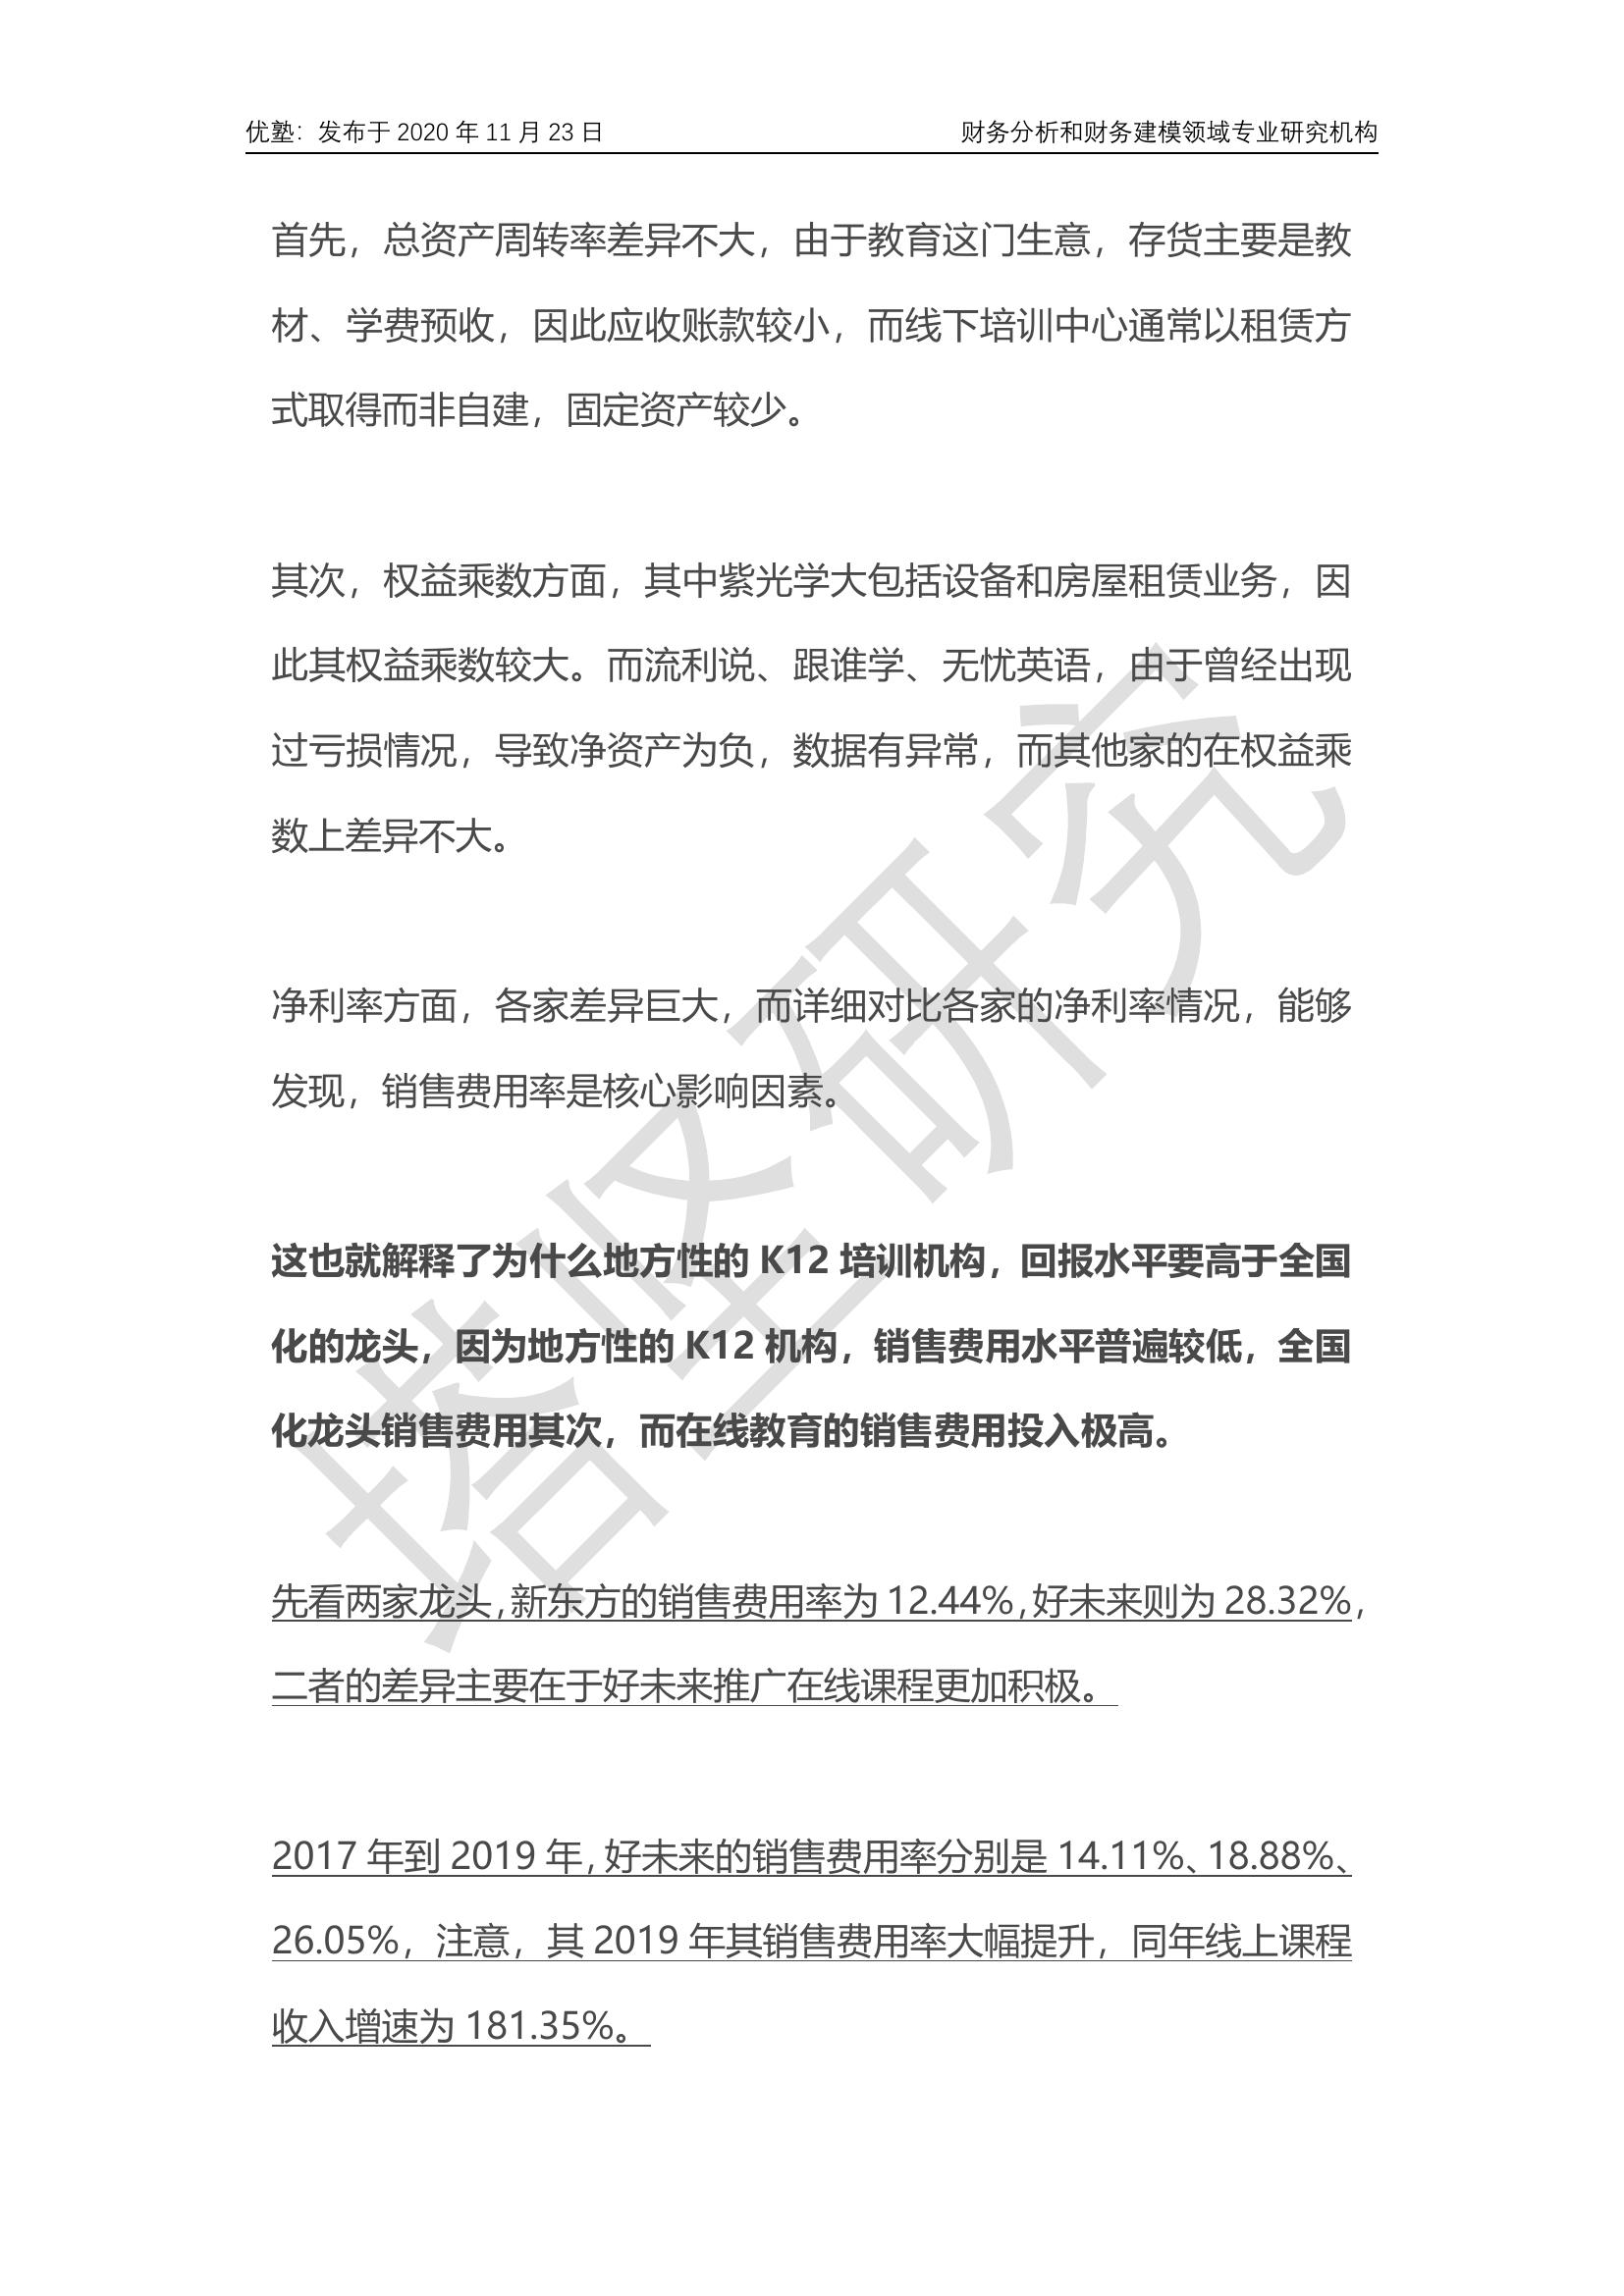 优塾：发布于 2020 年 11 月 23 日 财务分析和财务建模领域专业研究机构
首先，总资产周转率差异不大，由于教育这门生意，存货主要是教
材、学费预收，因此应收账款较小，而线下培训中心通常以租赁方
式取得而非自建，固定资产较少。
其次，权益乘数方面，其中紫光学大包括设备和房屋租赁业务，因
此其权益乘数较大。而流利说、跟谁学、无忧英语，由于曾经出现
过亏损情况，导致净资产为负，数据有异常，而其他家的在权益乘
数上差异不大。
净利率方面，各家差异巨大，而详细对比各家的净利率情况，能够
发现，销售费用率是核心影响因素。
这也就解释了为什么地方性的 K12 培训机构，回报水平要高于全国
化的龙头，因为地方性的 K12 机构，销售费用水平普遍较低，全国
化龙头销售费用其次，而在线教育的销售费用投入极高。
先看两家龙头，新东方的销售费用率为 12.44%，好未来则为 28.32%，
二者的差异主要在于好未来推广在线课程更加积极。
2017 年到 2019 年，好未来的销售费用率分别是 14.11%、18.88%、
26.05%，注意，其 2019 年其销售费用率大幅提升，同年线上课程
收入增速为 181.35%。
塔坚研究